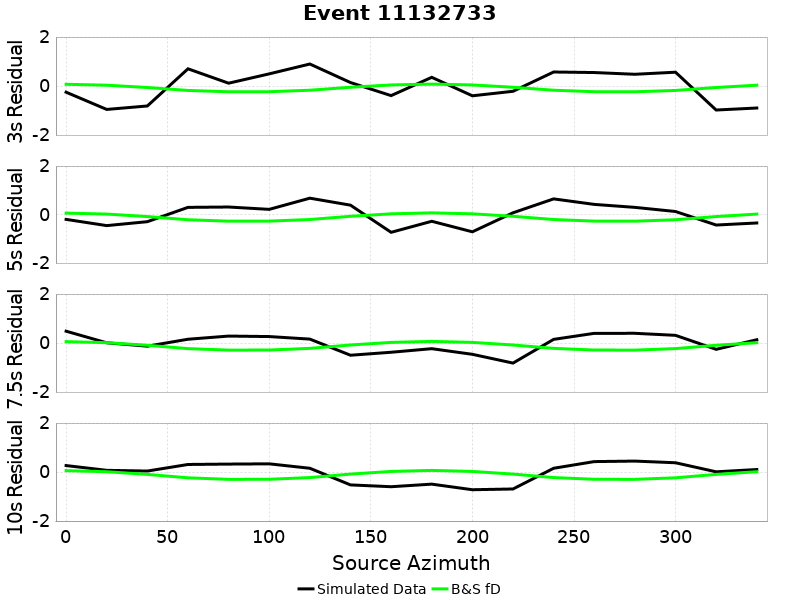 Event 11132733
3s Residual
2
0
-2
5s Residual
2
0
-2
7.5s Residual
2
0
-2
10s Residual
2
0
-2
0 50 100 150 200 250 300
Source Azimuth
Simulated Data B&S fD